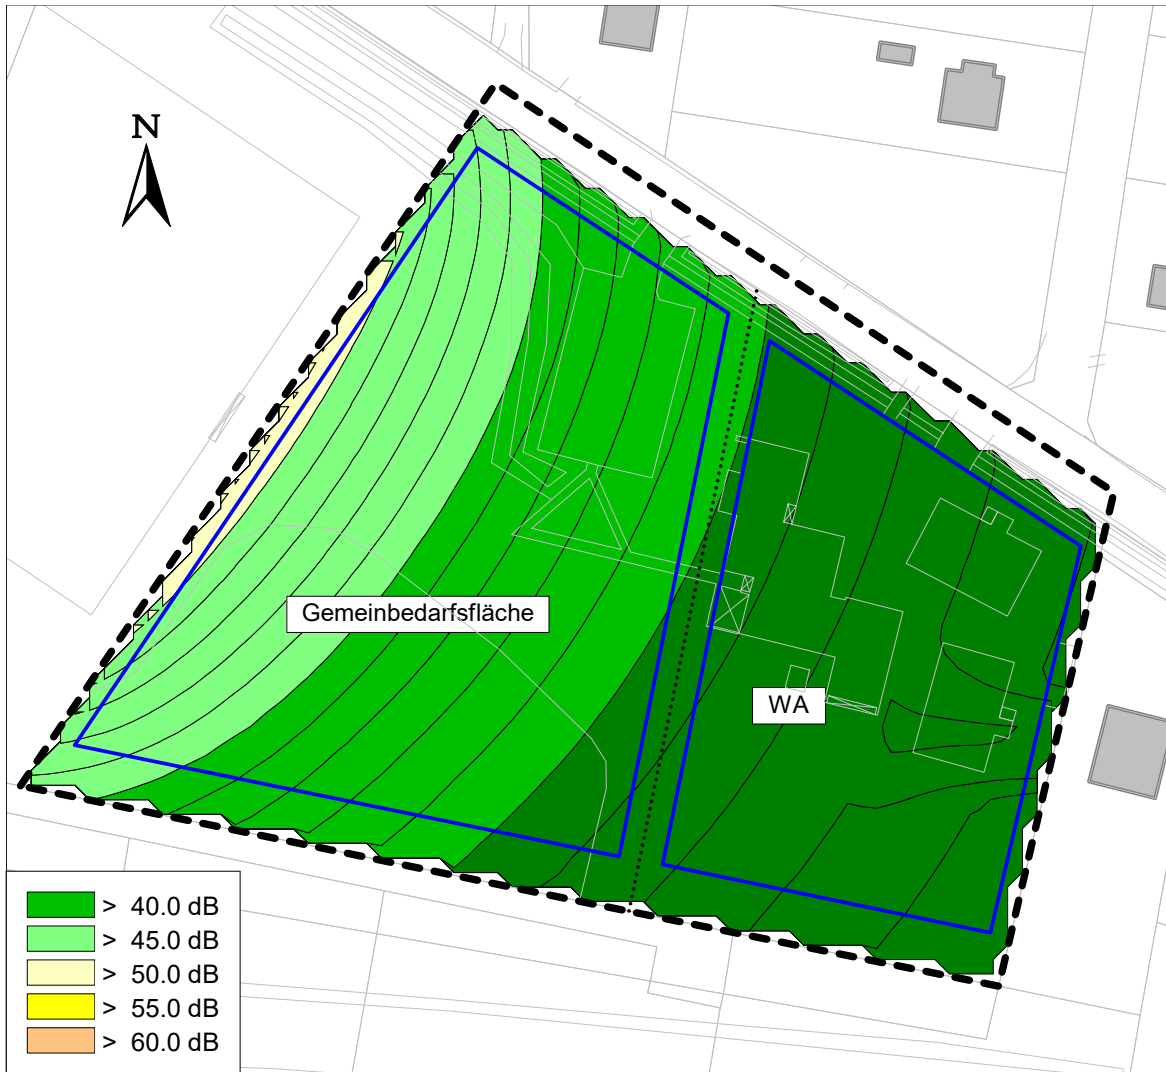 N
Gemeinbedarfsfläche
WA
> 40.0 dB
> 45.0 dB
> 50.0 dB
> 55.0 dB
> 60.0 dB